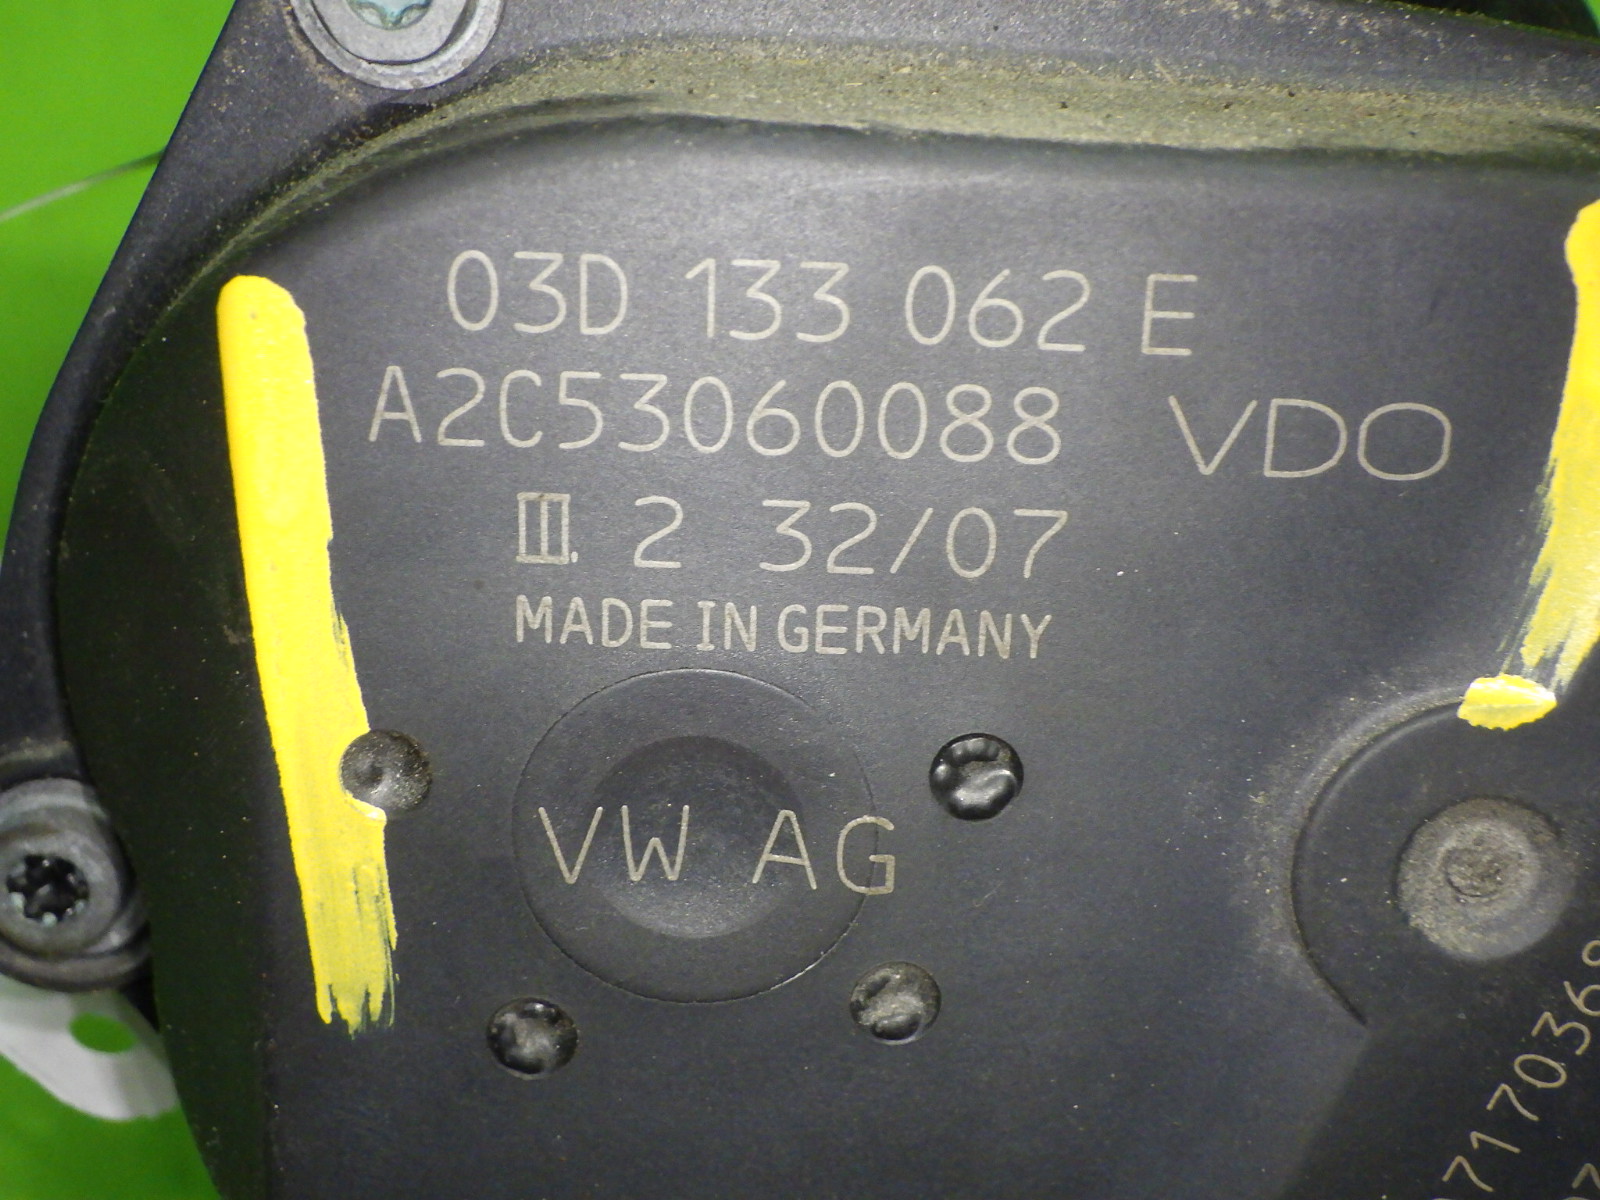 03D 133 062 E
A2C53060088 VDO
III. 2 32/07
MADE IN GERMANY
VW AG